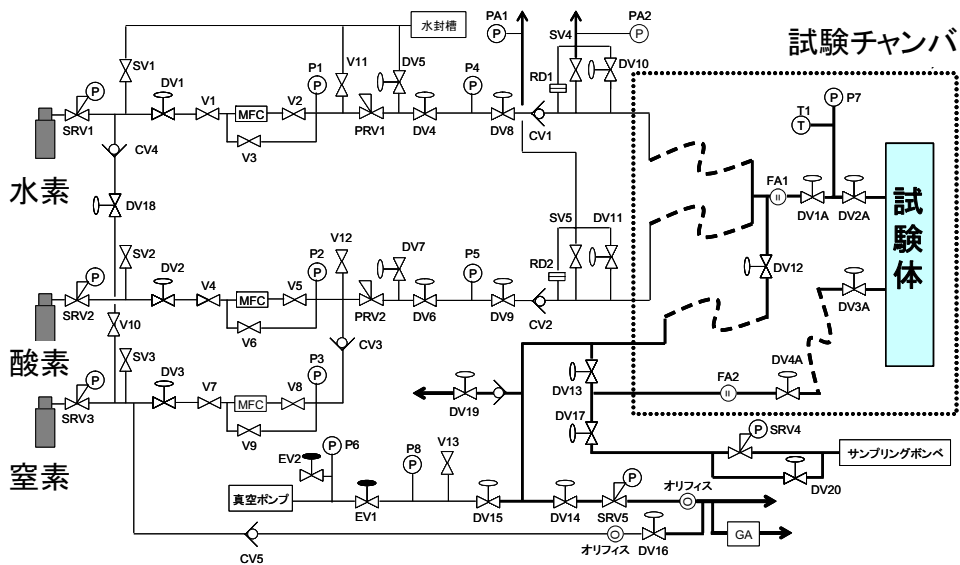 水封槽
PA1
P
SV4
PA2
P
試験チャンバ
SV1
DV1
P1
P
V11
DV5
P4
P
RD1
DV10
P
SRV1
V1
MFC
V2
V3
PRV1
DV4
DV8
CV1
水素
CV4
DV18
P
P7
T1
T
FA1
DV1A
DV2A
試験体
SV5
DV11
SV2
DV2
P2
P
V12
DV7
P5
P
RD2
DV12
P
SRV2
V4
MFC
V5
V6
PRV2
DV6
DV9
CV2
DV3A
酸素
V10
SV3
DV3
P3
P
CV3
P
SRV3
V7
MFC
V8
V9
DV19
DV13
FA2
DV4A
DV17
窒素
EV2
P6
P
P8
P
V13
P
SRV4
サンプリングボンベ
DV20
真空ポンプ
EV1
DV15
DV14
P
SRV5
オリフィス
CV5
オリフィス
DV16
GA